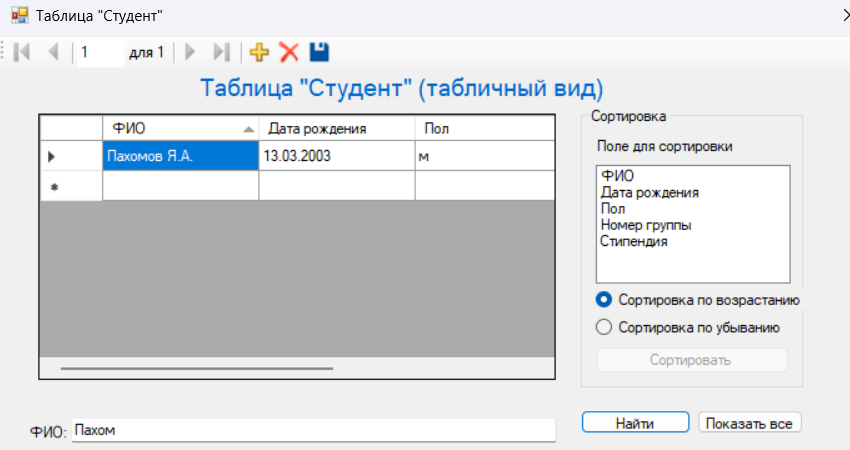 Таблица "Студент"
1 для 1
Таблица "Студент" (табличный вид)
ФИО Дата рождения Пол
Пахомов Я.А. 13.03.2003 м
Сортировка
Поле для сортировки
ФИО
Дата рождения
Пол
Номер группы
Стипендия
Сортировка по возрастанию
Сортировка по убыванию
Сортировать
ФИО: Пахом
Найти Показать все